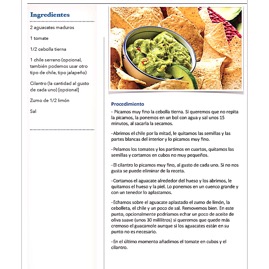 Ingredientes
2 aguacates maduros
1 tomate
1/2 cebolla tierna
1 chile serrano (opcional,
también podemos usar otro
tipo de chile, tipo jalapeño)
Cilantro (la cantidad al gusto
de cada uno) (opcional)
Zumo de 1/2 limón
Sal
Procedimiento
- Picamos muy fino la cebolla tierna. Si queremos que no repita
la picamos, la ponemos en un bol con agua y sal unos 15
minutos, al sacarla la secamos.
-Abrimos el chile por la mitad, le quitamos las semillas y las
partes blancas del interior y lo picamos muy fino.
-Pelamos los tomates y los partimos en cuartos, quitamos las
semillas y cortamos en cubos no muy pequeños.
-El cilantro lo picamos muy fino, al gusto de cada uno. Si no nos
gusta se puede eliminar de la receta.
-Cortamos el aguacate alrededor del hueso y los abrimos, le
quitamos el hueso y la piel. Lo ponemos en un cuenco grande y
con un tenedor lo aplastamos.
-Echamos sobre el aguacate aplastado el zumo de limón, la
cebolleta, el chile y un poco de sal. Removemos bien. En este
punto, opcionalmente podríamos echar un poco de aceite de
oliva suave (unos 30 mililitros) si queremos que quede más
cremoso el guacamole aunque si los aguacates están en su
punto no es necesario.
-En el último momento añadimos el tomate en cubos y el
cilantro.